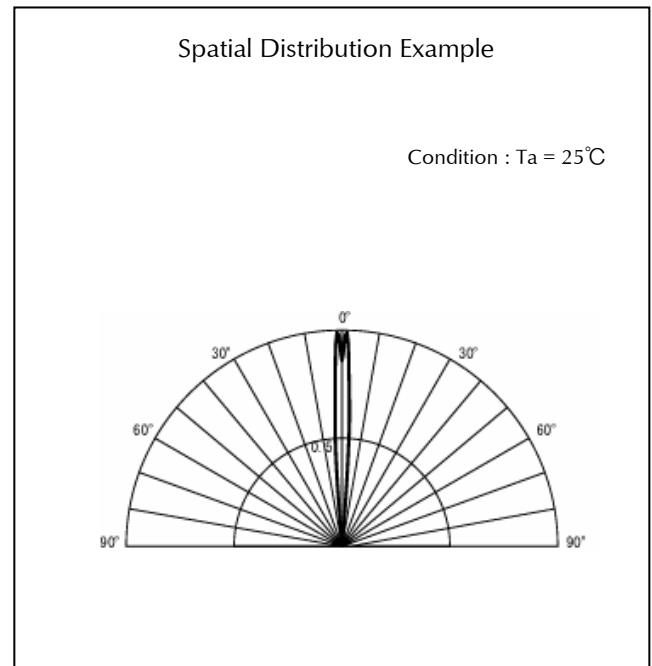 Spatial Distribution Example
Condition : Ta = 25℃
0°
30° 30°
60° 60°
0.5
90° 90°